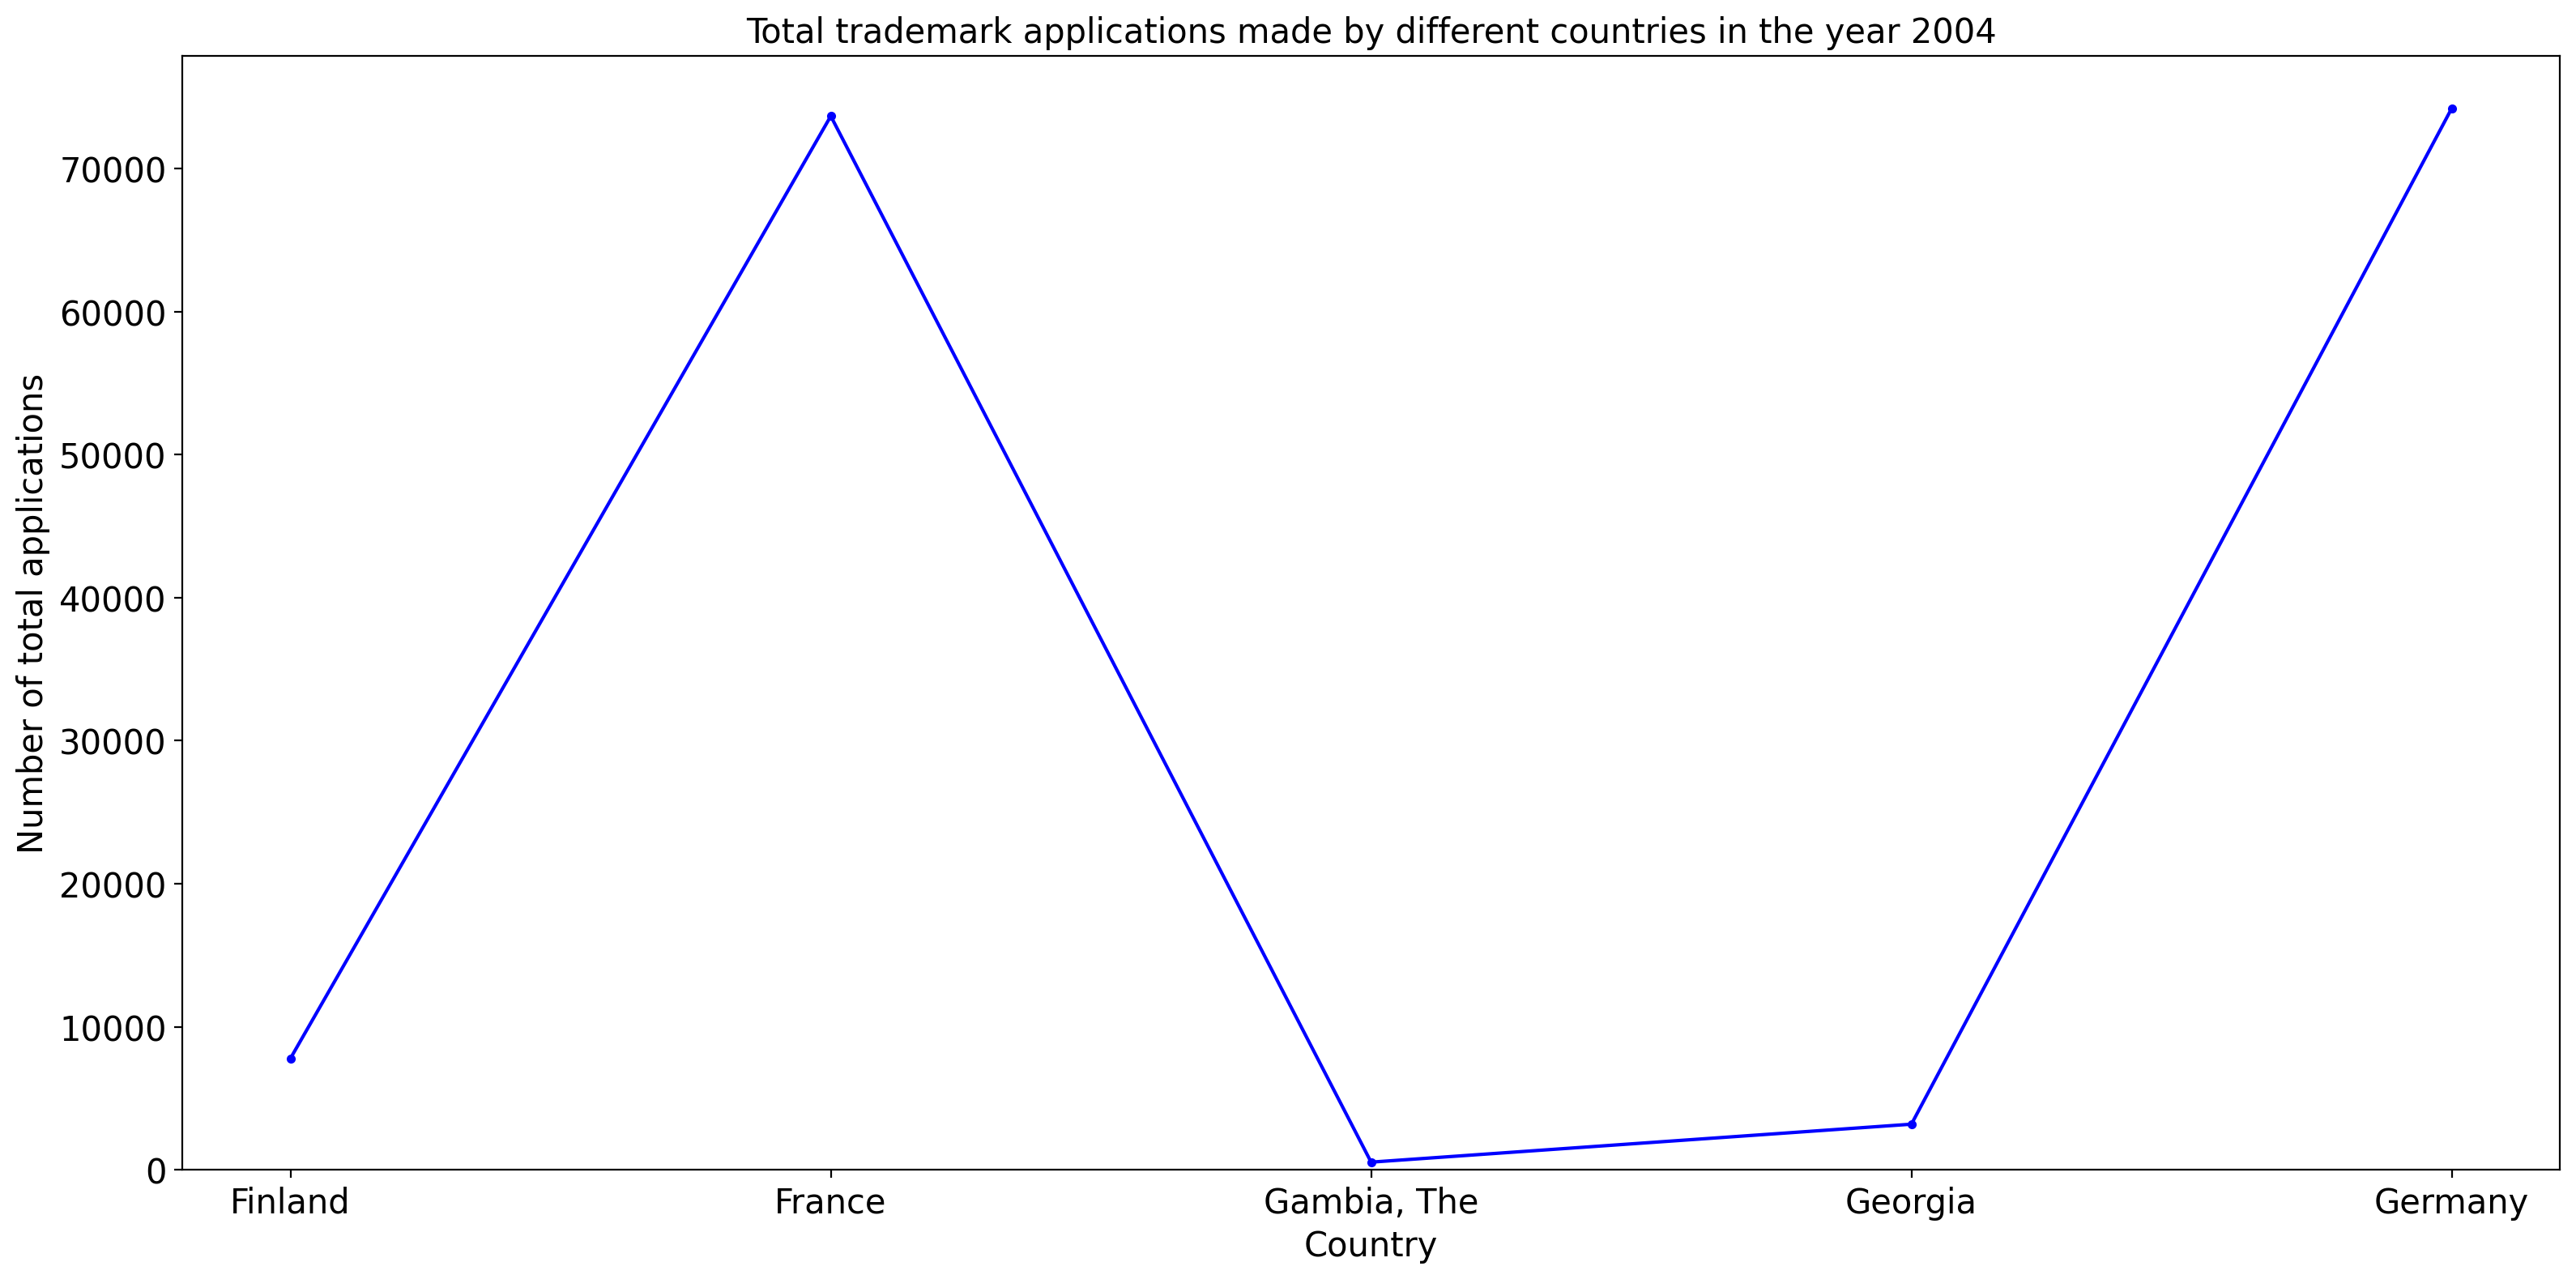 Total trademark applications made by different countries in the year 2004
Number of total applications
70000
60000
50000
40000
30000
20000
10000
0
Finland
France
Gambia, The
Georgia
Germany
Country